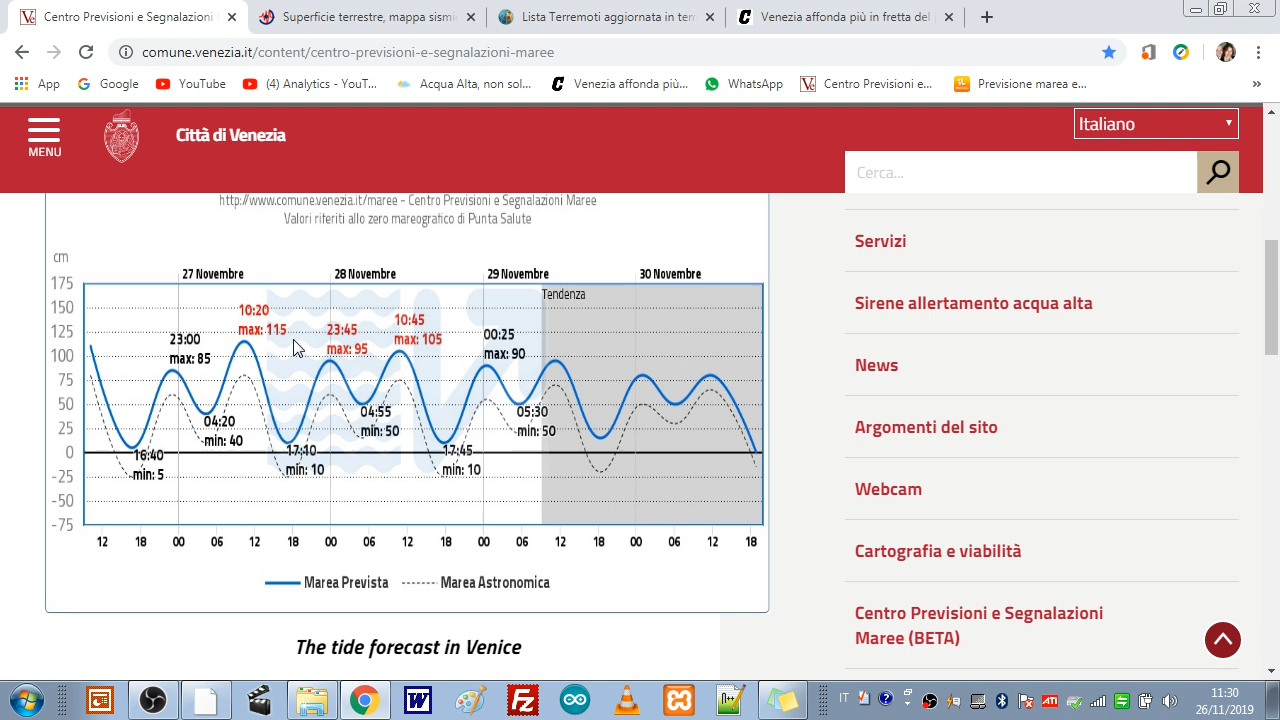 Centro Previsioni e Segnalazioni
Superficie terrestre, mappa sismi
Lista Terremoti aggiornata in tem
Venezia affonda più in fretta del
comune.venezia.it/content/centro-previsioni-e-segnalazioni-maree
App
Google
YouTube
(4) Analytics - YouT...
Acqua Alta, non sol...
Venezia affonda più...
WhatsApp
Centro Previsioni e...
Previsione marea e...
»
MENU
Città di Venezia
Italiano
Cerca...
http://www.comune.venezia.it/maree - Centro Previsioni e Segnalazioni Maree
Valori riferiti allo zero mareografico di Punta Salute
cm
27 Novembre 28 Novembre 29 Novembre 30 Novembre
175
150
125
100
75
50
25
0
-25
-50
-75
Tendenza
16:40
min: 5
23:00
max: 85
04:20
min: 40
10:20
max: 115
17:10
min: 10
23:45
max: 95
04:55
min: 50
10:45
max: 105
17:45
min: 10
00:25
max: 90
05:30
min: 50
12 18 00 06 12 18 00 06 12 18 00 06 12 18 00 06 12 18
Marea Prevista Marea Astronomica
The tide forecast in Venice
Servizi
Sirene allertamento acqua alta
News
Argomenti del sito
Webcam
Cartografia e viabilità
Centro Previsioni e Segnalazioni
Maree (BETA)
IT
11:30
26/11/2019